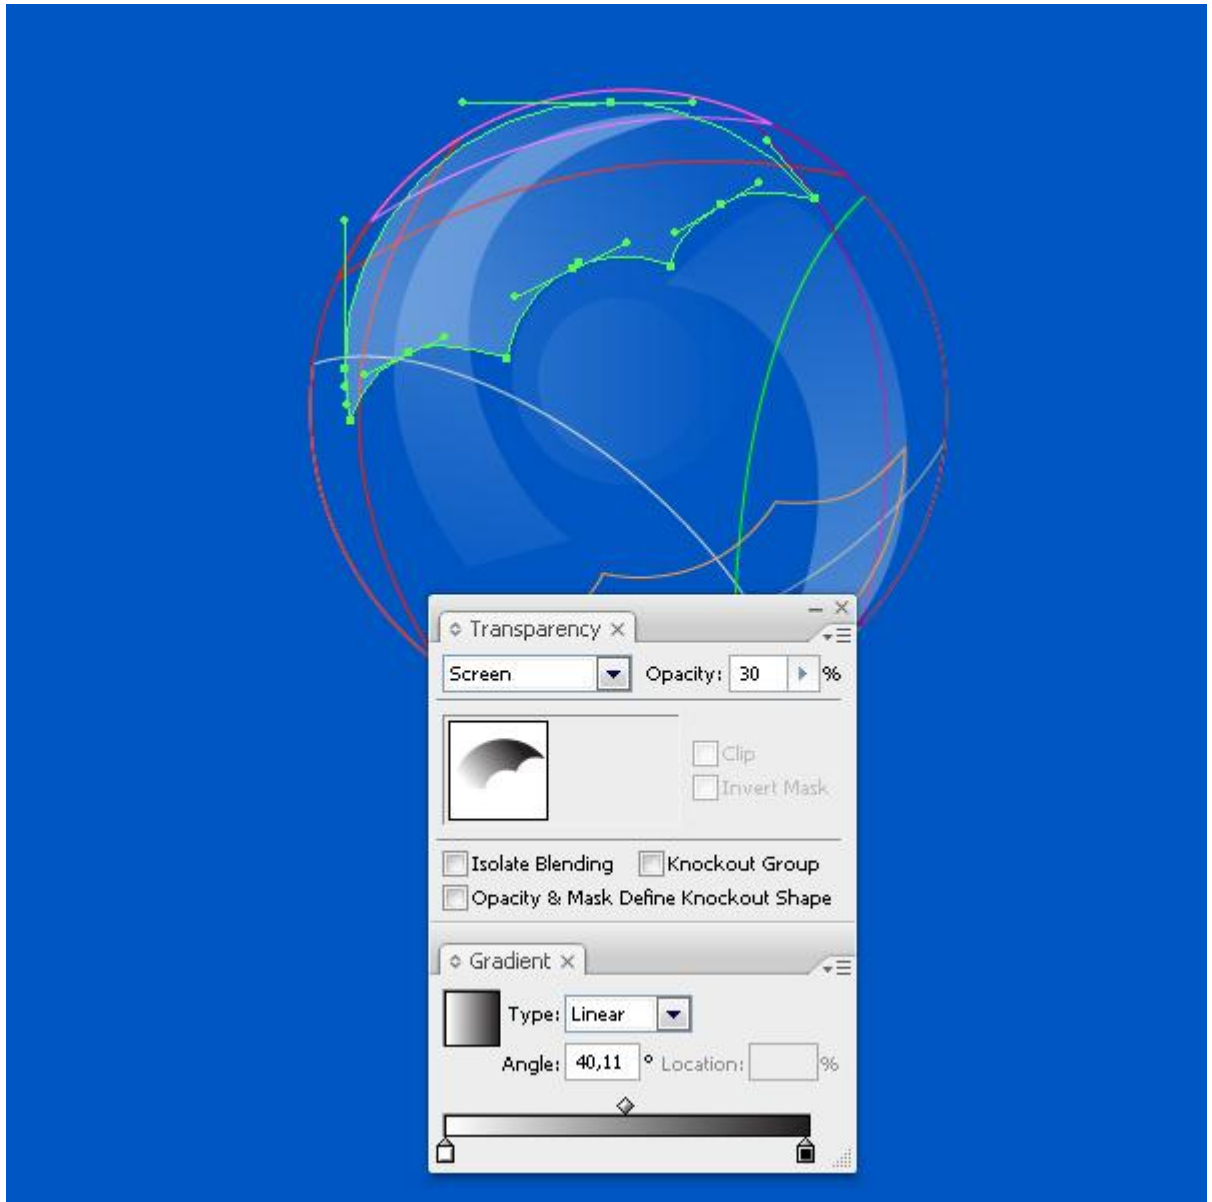 Transparency
Screen Opacity: 30 %
Clip
Invert Mask
Isolate Blending Knockout Group
Opacity & Mask Define Knockout Shape
Gradient
Type: Linear
Angle: 40,11 ° Location: %